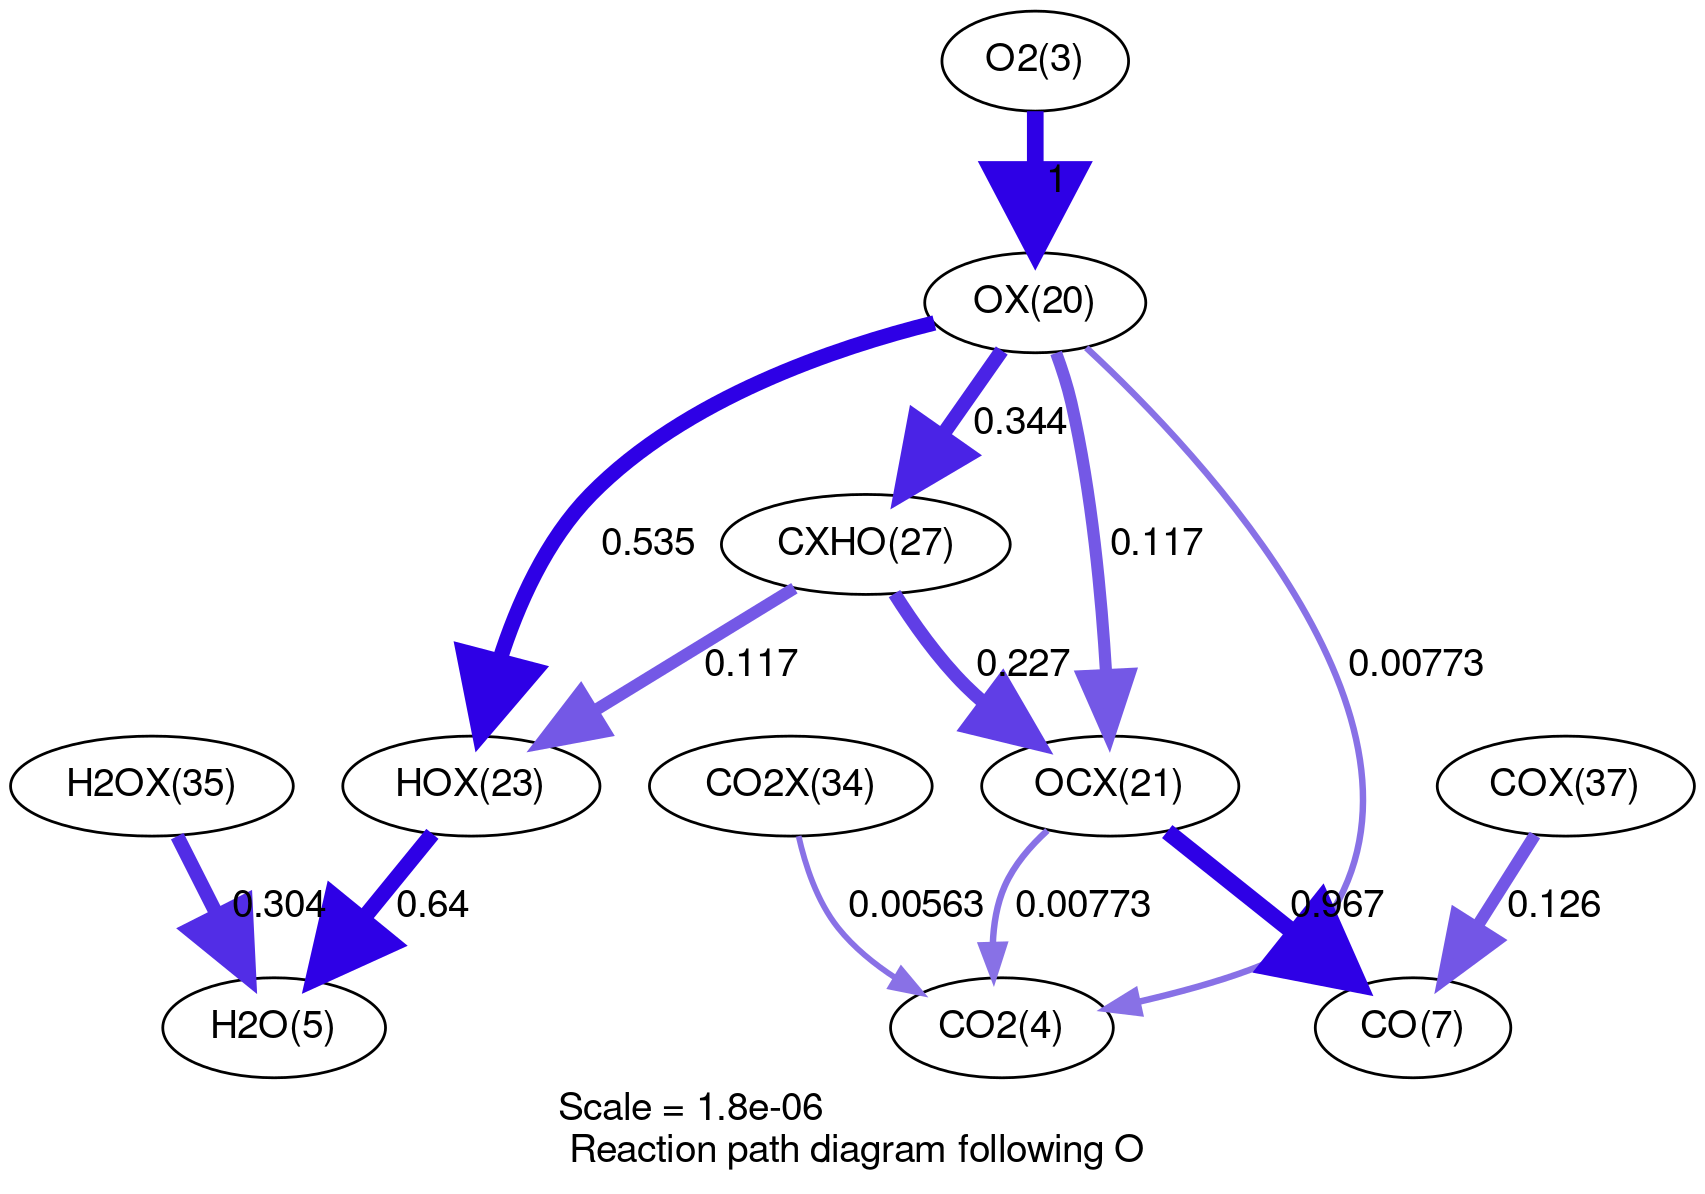 O2(3)
1
OX(20)
0.344
0.535
CXHO(27)
0.117
0.117
0.227
0.00773
H2OX(35)
HOX(23)
CO2X(34)
OCX(21)
COX(37)
0.304
0.64
0.00563
0.00773
0.967
0.126
H2O(5)
CO2(4)
CO(7)
Scale = 1.8e-06
Reaction path diagram following O